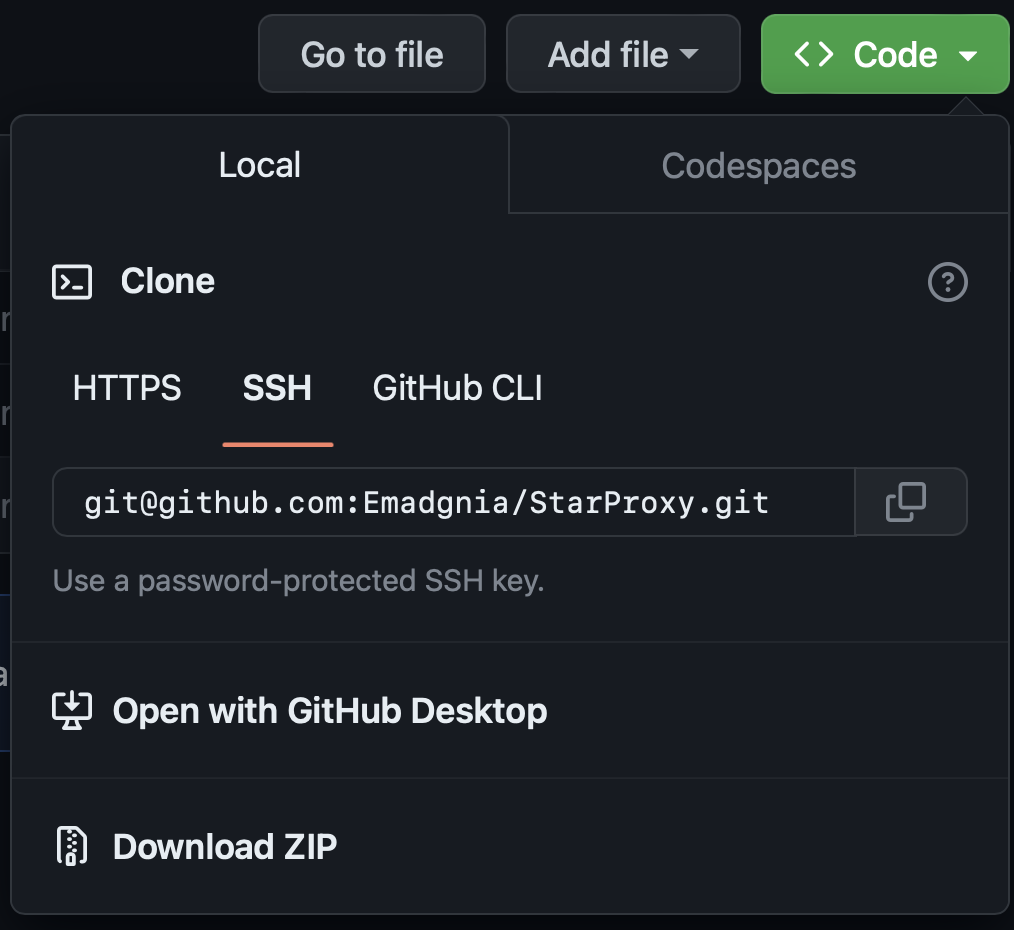 Go to file Add file Code
Local Codespaces
Clone
HTTPS SSH GitHub CLI
git@github.com:Emadgnia/StarProxy.git
Use a password-protected SSH key.
Open with GitHub Desktop
Download ZIP